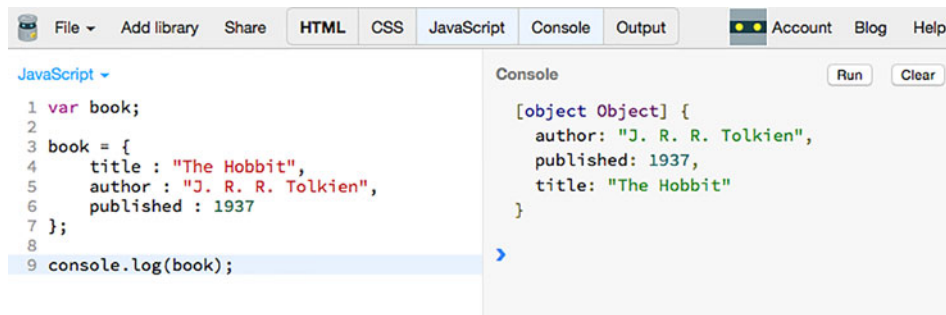 File Add library Share HTML CSS JavaScript Console Output Account Blog Help
JavaScript
1 var book;
2
3 book = {
4 title : "The Hobbit",
5 author : "J. R. R. Tolkien",
6 published : 1937
7 };
8
9 console.log(book);
Console Run Clear
[object Object] {
author: "J. R. R. Tolkien",
published: 1937,
title: "The Hobbit"
}